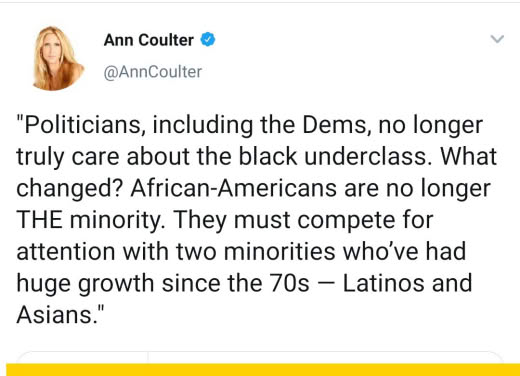 Ann Coulter
@AnnCoulter
"Politicians, including the Dems, no longer
truly care about the black underclass. What
changed? African-Americans are no longer
THE minority. They must compete for
attention with two minorities who’ve had
huge growth since the 70s — Latinos and
Asians."